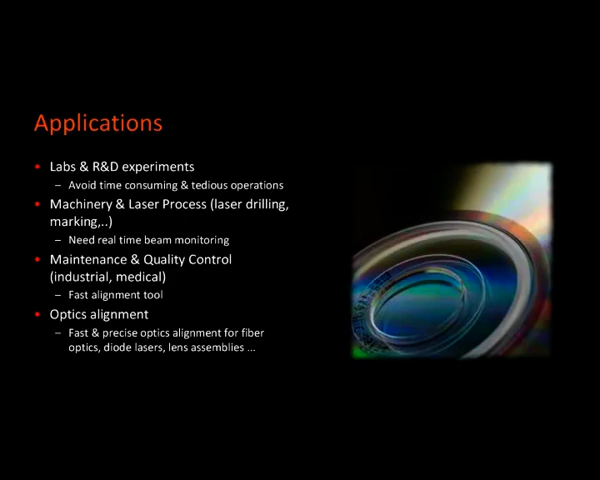 Applications
• Labs & R&D experiments
– Avoid time consuming & tedious operations
• Machinery & Laser Process (laser drilling,
marking,..)
– Need real time beam monitoring
• Maintenance & Quality Control
(industrial, medical)
– Fast alignment tool
• Optics alignment
– Fast & precise optics alignment for fiber
optics, diode lasers, lens assemblies ...